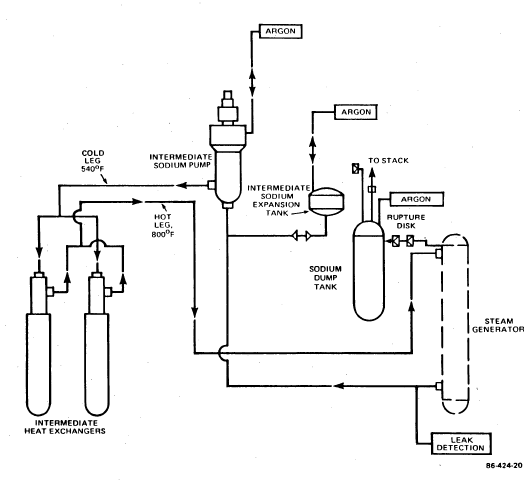 ARGON
ARGON
COLD
LEG
540°F
INTERMEDIATE
SODIUM PUMP
TO STACK
INTERMEDIATE
SODIUM
EXPANSION
TANK
ARGON
HOT
LEG,
800°F
RUPTURE
DISK
SODIUM
DUMP
TANK
STEAM
GENERATOR
INTERMEDIATE
HEAT EXCHANGERS
LEAK
DETECTION
86-424-20